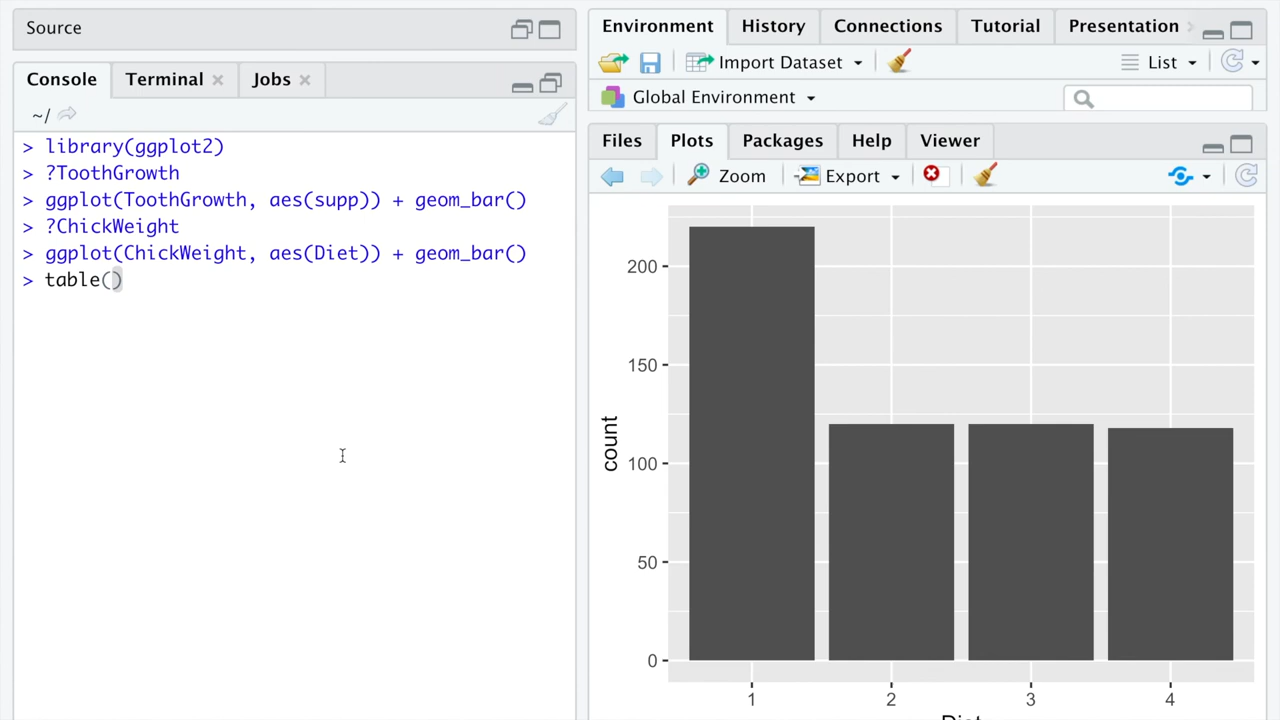 Source
Console
Terminal
Jobs
~/
> library(ggplot2)
> ?ToothGrowth
> ggplot(ToothGrowth, aes(supp)) + geom_bar()
> ?ChickWeight
> ggplot(ChickWeight, aes(Diet)) + geom_bar()
> table()
Environment
History
Connections
Tutorial
Presentation
Import Dataset
List
Global Environment
Files
Plots
Packages
Help
Viewer
Zoom
Export
count
200
150
100
50
0
1
2
3
4